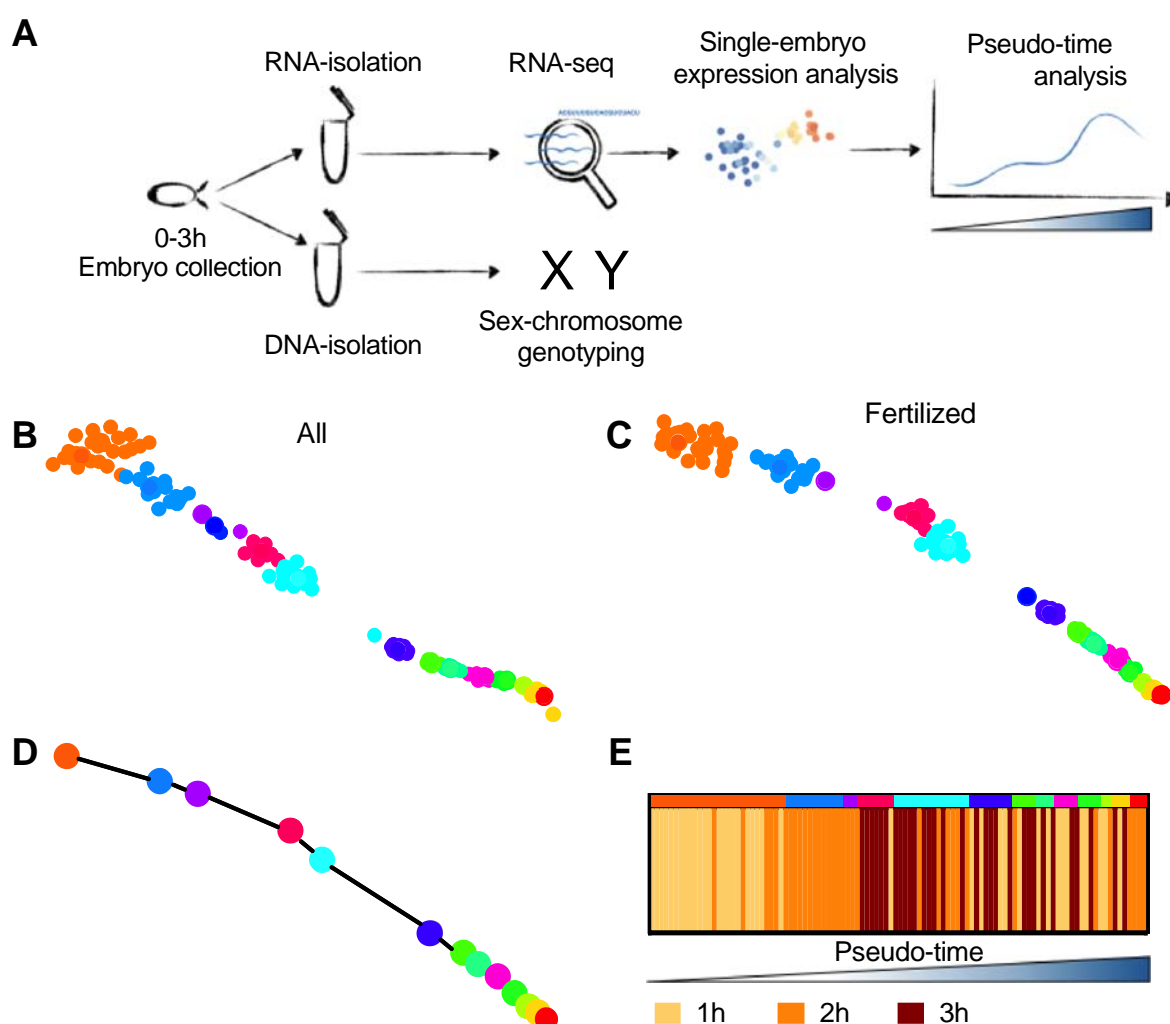 A
RNA-isolation
RNA-seq
Single-embryo
expression analysis
Pseudo-time
analysis
0-3h
Embryo collection
X Y
Sex-chromosome
genotyping
DNA-isolation
B
All
C
Fertilized
D
E
Pseudo-time
1h
2h
3h